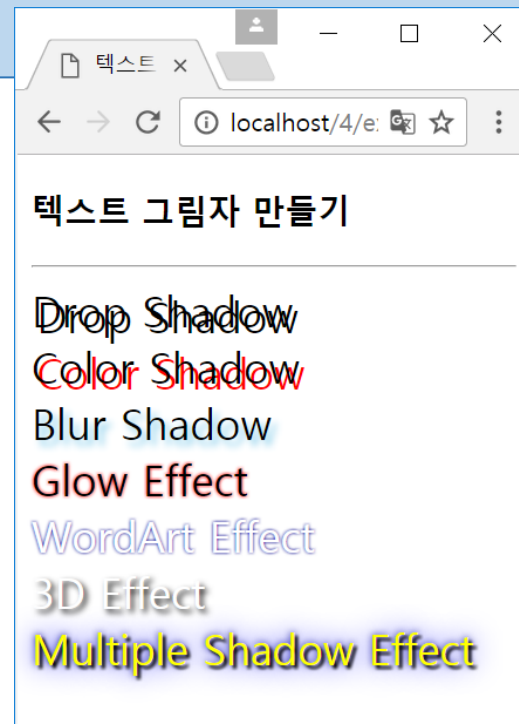 텍스트
localhost/4/e
텍스트 그림자 만들기
Drop Shadow
Color Shadow
Blur Shadow
Glow Effect
WordArt Effect
3D Effect
Multiple Shadow Effect